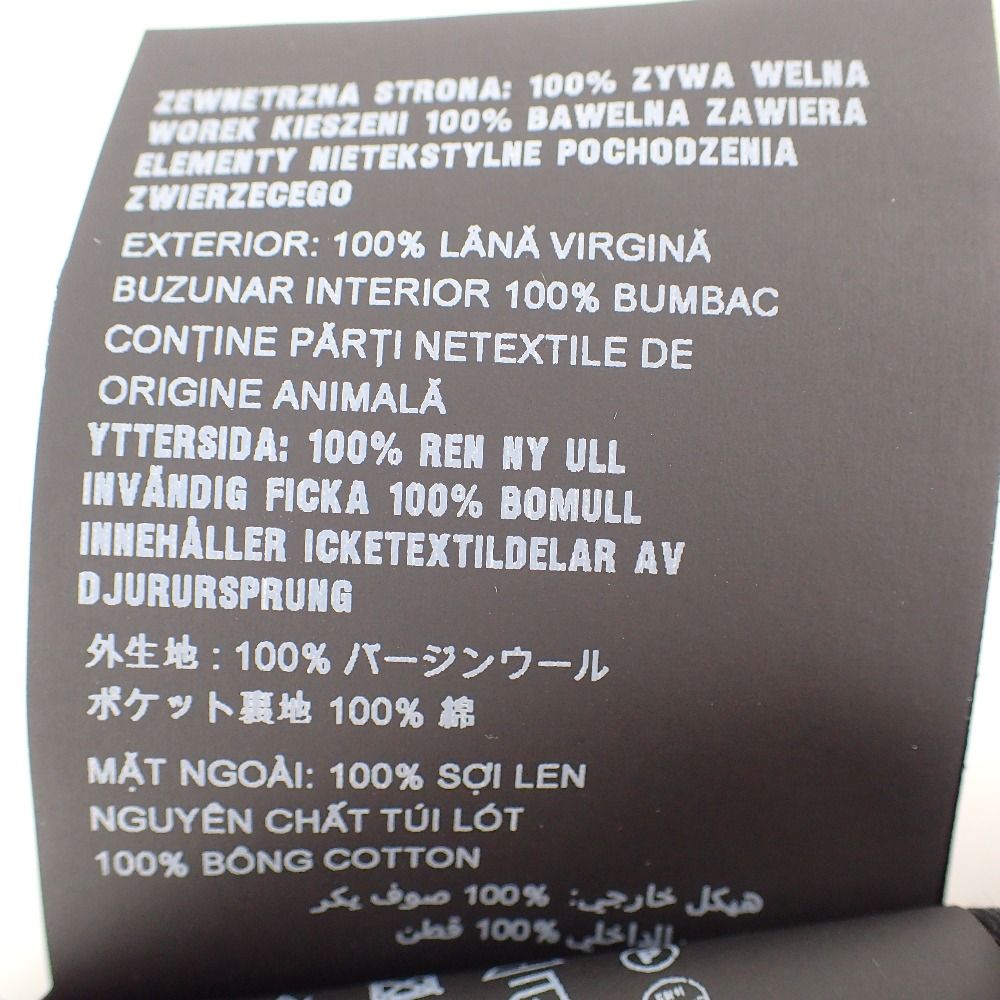 ZEWNETRZNA STRONA: 100% ZYWA WELNA
WOREK KIESZENI 100% BAWELNA ZAWIERA
ELEMENTY NIETEKSTYLNE POCHODZENIA
ZWIERZECEGO
EXTERIOR: 100% LÂNĂ VIRGINĂ
BUZUNAR INTERIOR 100% BUMBAC
CONȚINE PĂRȚI NETEXTILE DE
ORIGINE ANIMALĂ
YTTERSIDA: 100% REN NY ULL
INVÄNDIG FICKA 100% BOMULL
INNEHÅLLER ICKETEXTILDELAR AV
DJURURSPRUNG
外生地 : 100% バージンウール
ポケット裏地 100% 綿
MẶT NGOÀI: 100% SỢI LEN
NGUYÊN CHẤT TÚI LÓT
100% BÔNG COTTON
هيكل خارجي: 100% صوف بكر
الداخلي 100% قطن